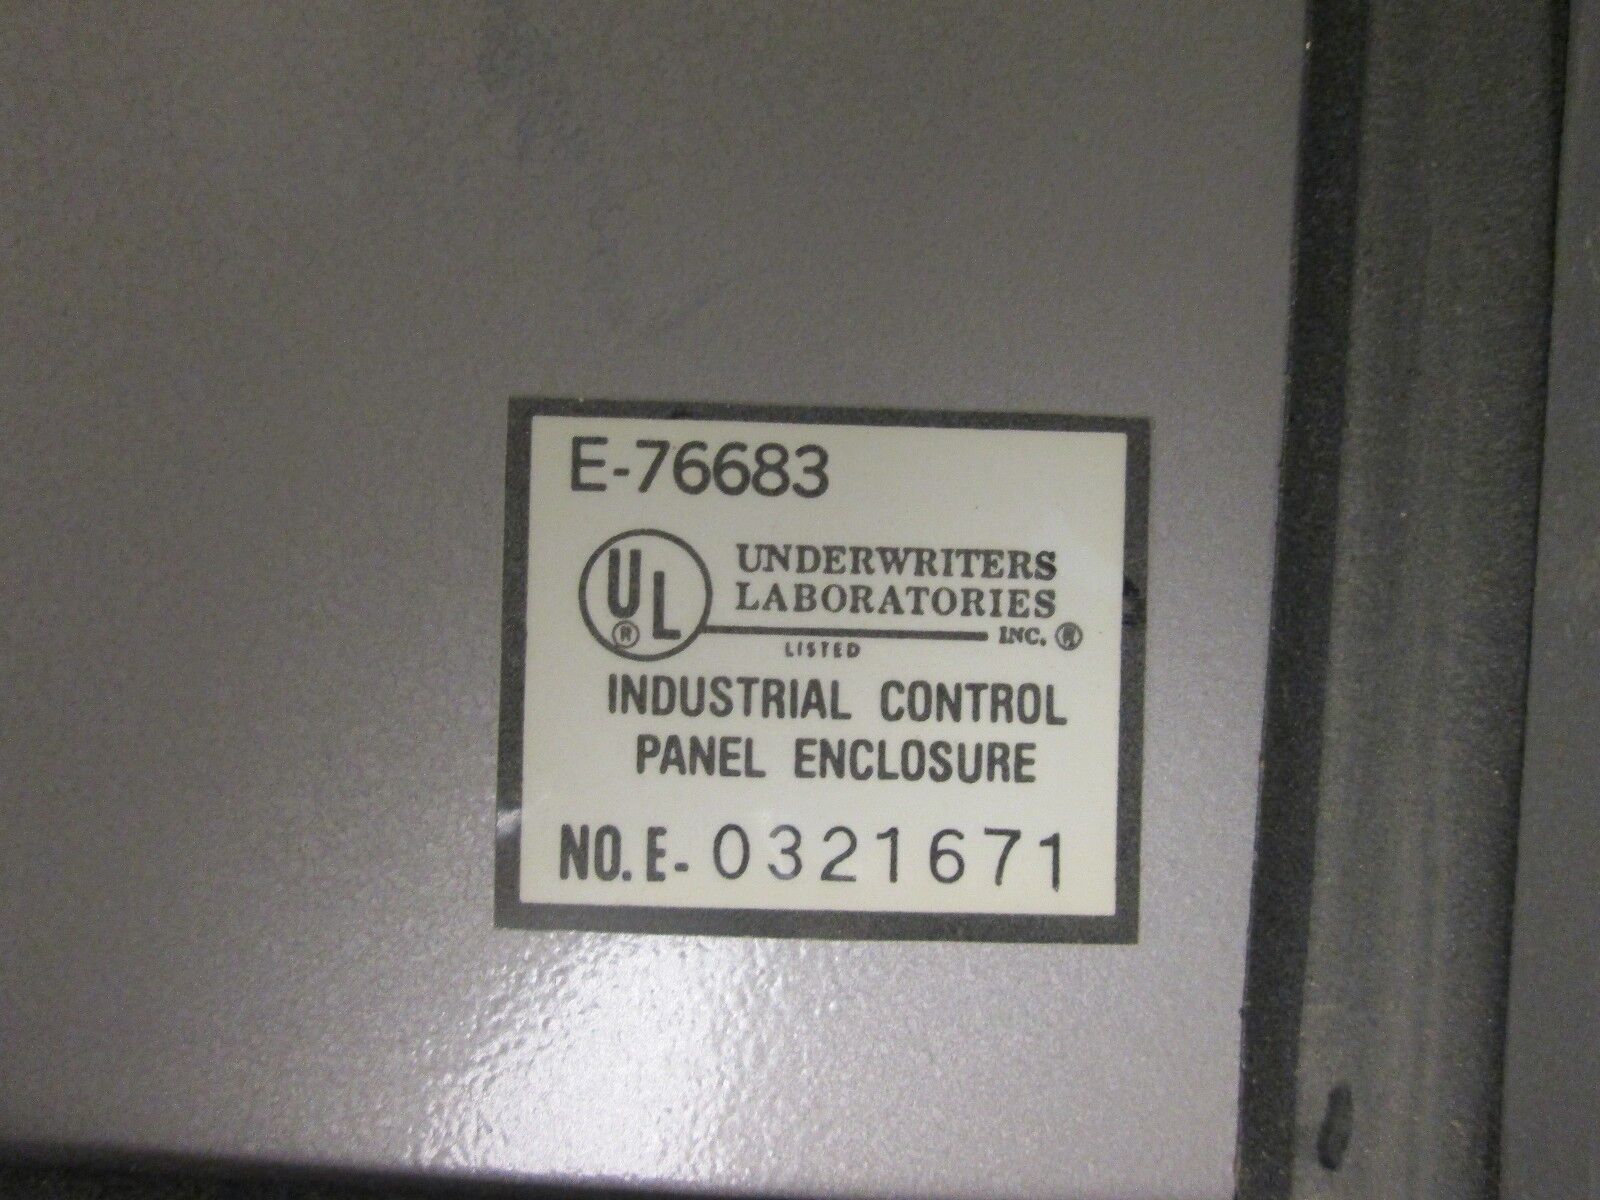 E-76683
UL®
UNDERWRITERS
LABORATORIES
INC.®
LISTED
INDUSTRIAL CONTROL
PANEL ENCLOSURE
NO. E- 0321671